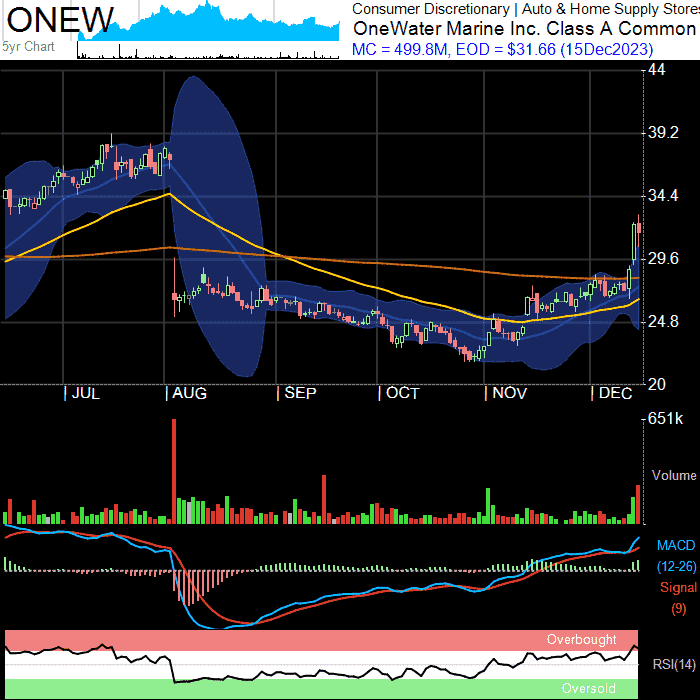 ONEW
5yr Chart
Consumer Discretionary | Auto & Home Supply Stores
OneWater Marine Inc. Class A Common
MC = 499.8M, EOD = $31.66 (15Dec2023)
44
39.2
34.4
29.6
24.8
20
| JUL | AUG | SEP | OCT | NOV | DEC
651k
Volume
MACD
(12-26)
Signal
(9)
Overbought
RSI(14)
Oversold